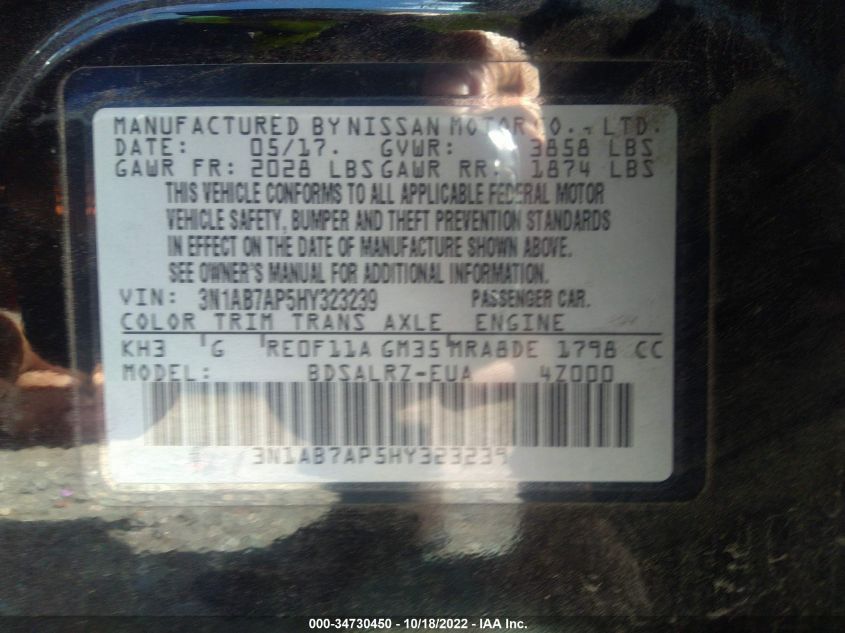 MANUFACTURED BY NISSAN MOTOR CO., LTD.
DATE: 05/17. GVWR: 3858 LBS
GAWR FR: 2028 LBS GAWR RR: 1874 LBS
THIS VEHICLE CONFORMS TO ALL APPLICABLE FEDERAL MOTOR
VEHICLE SAFETY, BUMPER AND THEFT PREVENTION STANDARDS
IN EFFECT ON THE DATE OF MANUFACTURE SHOWN ABOVE.
SEE OWNER'S MANUAL FOR ADDITIONAL INFORMATION.
VIN: 3N1AB7AP5HY323239 PASSENGER CAR.
COLOR TRIM TRANS AXLE ENGINE
KH3 G RE0F11A GM35 MRA8DE 1798 CC
MODEL: BDSALRZ-EUA 4Z000
3N1AB7AP5HY323239
000-34730450 - 10/18/2022 - IAA Inc.